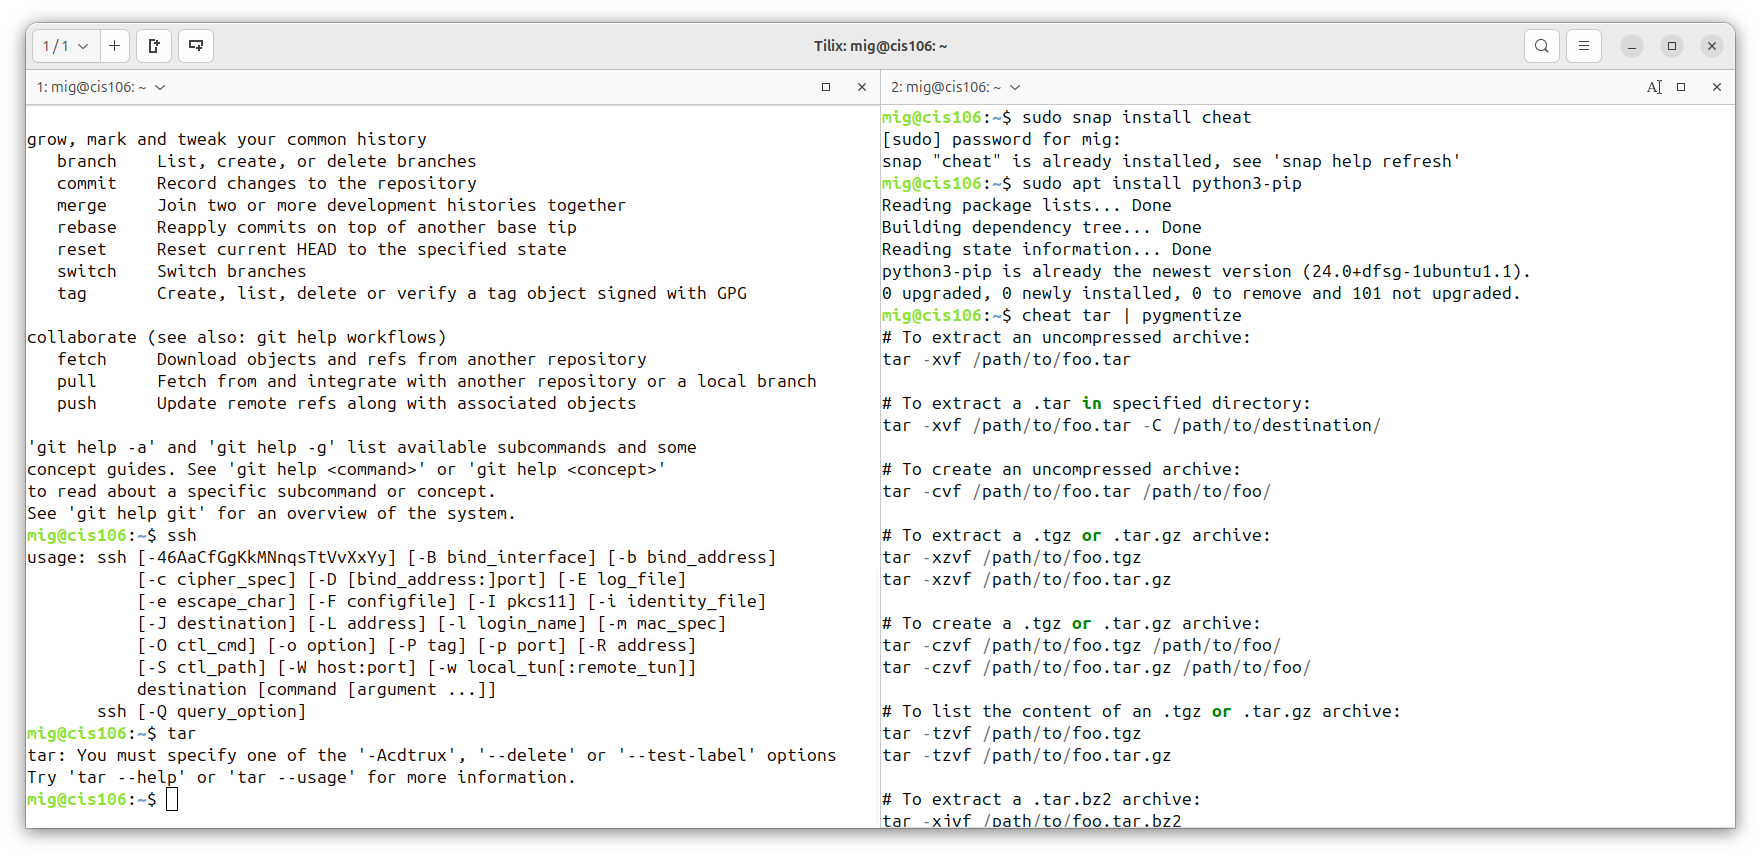 1 / 1
Tilix: mig@cis106: ~
1: mig@cis106: ~
grow, mark and tweak your common history
branch    List, create, or delete branches
commit    Record changes to the repository
merge     Join two or more development histories together
rebase    Reapply commits on top of another base tip
reset     Reset current HEAD to the specified state
switch    Switch branches
tag       Create, list, delete or verify a tag object signed with GPG
collaborate (see also: git help workflows)
fetch     Download objects and refs from another repository
pull      Fetch from and integrate with another repository or a local branch
push      Update remote refs along with associated objects
'git help -a' and 'git help -g' list available subcommands and some
concept guides. See 'git help <command>' or 'git help <concept>'
to read about a specific subcommand or concept.
See 'git help git' for an overview of the system.
mig@cis106:~$ ssh
usage: ssh [-46AaCfGgKkMNnqsTtVvXxYy] [-B bind_interface] [-b bind_address]
[-c cipher_spec] [-D [bind_address:]port] [-E log_file]
[-e escape_char] [-F configfile] [-I pkcs11] [-i identity_file]
[-J destination] [-L address] [-l login_name] [-m mac_spec]
[-O ctl_cmd] [-o option] [-P tag] [-p port] [-R address]
[-S ctl_path] [-W host:port] [-w local_tun[:remote_tun]]
destination [command [argument ...]]
ssh [-Q query_option]
mig@cis106:~$ tar
tar: You must specify one of the '-Acdtrux', '--delete' or '--test-label' options
Try 'tar --help' or 'tar --usage' for more information.
mig@cis106:~$
2: mig@cis106: ~
mig@cis106:~$ sudo snap install cheat
[sudo] password for mig:
snap "cheat" is already installed, see 'snap help refresh'
mig@cis106:~$ sudo apt install python3-pip
Reading package lists... Done
Building dependency tree... Done
Reading state information... Done
python3-pip is already the newest version (24.0+dfsg-1ubuntu1.1).
0 upgraded, 0 newly installed, 0 to remove and 101 not upgraded.
mig@cis106:~$ cheat tar | pygmentize
# To extract an uncompressed archive:
tar -xvf /path/to/foo.tar
# To extract a .tar in specified directory:
tar -xvf /path/to/foo.tar -C /path/to/destination/
# To create an uncompressed archive:
tar -cvf /path/to/foo.tar /path/to/foo/
# To extract a .tgz or .tar.gz archive:
tar -xzvf /path/to/foo.tgz
tar -xzvf /path/to/foo.tar.gz
# To create a .tgz or .tar.gz archive:
tar -czvf /path/to/foo.tgz /path/to/foo/
tar -czvf /path/to/foo.tar.gz /path/to/foo/
# To list the content of an .tgz or .tar.gz archive:
tar -tzvf /path/to/foo.tgz
tar -tzvf /path/to/foo.tar.gz
# To extract a .tar.bz2 archive:
tar -xjvf /path/to/foo.tar.bz2